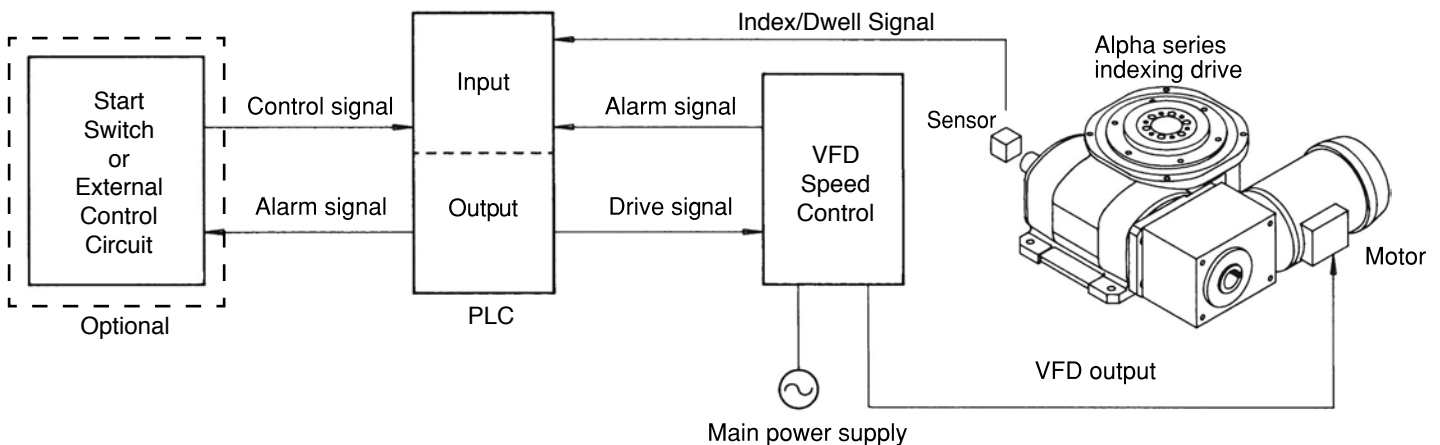 Start
Switch
or
External
Control
Circuit
Optional
Control signal
Alarm signal
Input
Output
PLC
Index/Dwell Signal
Alarm signal
Drive signal
VFD
Speed
Control
Main power supply
VFD output
Sensor
Alpha series
indexing drive
Motor